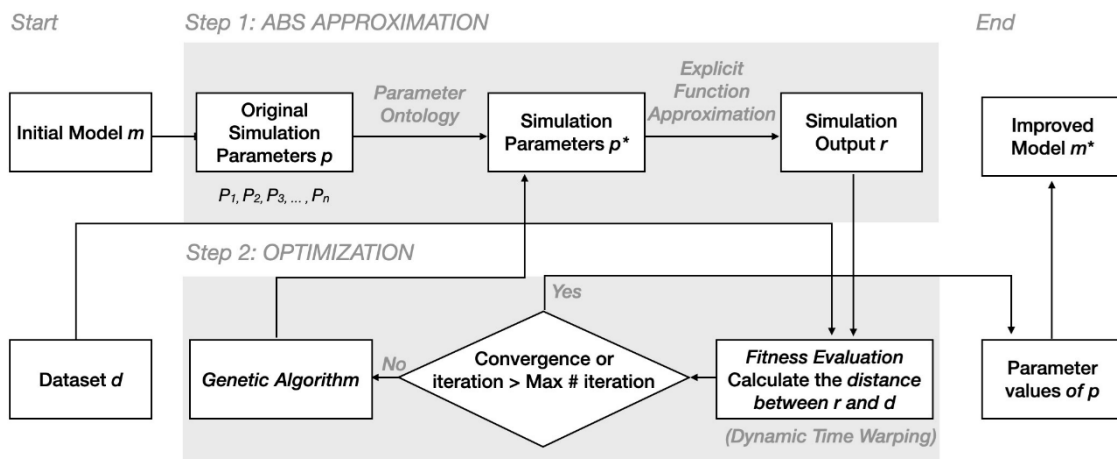 Start
Step 1: ABS APPROXIMATION
End
Initial Model m
Original
Simulation
Parameters p
P1, P2, P3, ... , Pn
Parameter
Ontology
Simulation
Parameters p*
Explicit
Function
Approximation
Simulation
Output r
Improved
Model m*
Step 2: OPTIMIZATION
Dataset d
Genetic Algorithm
No
Yes
Convergence or
iteration > Max # iteration
Fitness Evaluation
Calculate the distance
between r and d
(Dynamic Time Warping)
Parameter
values of p